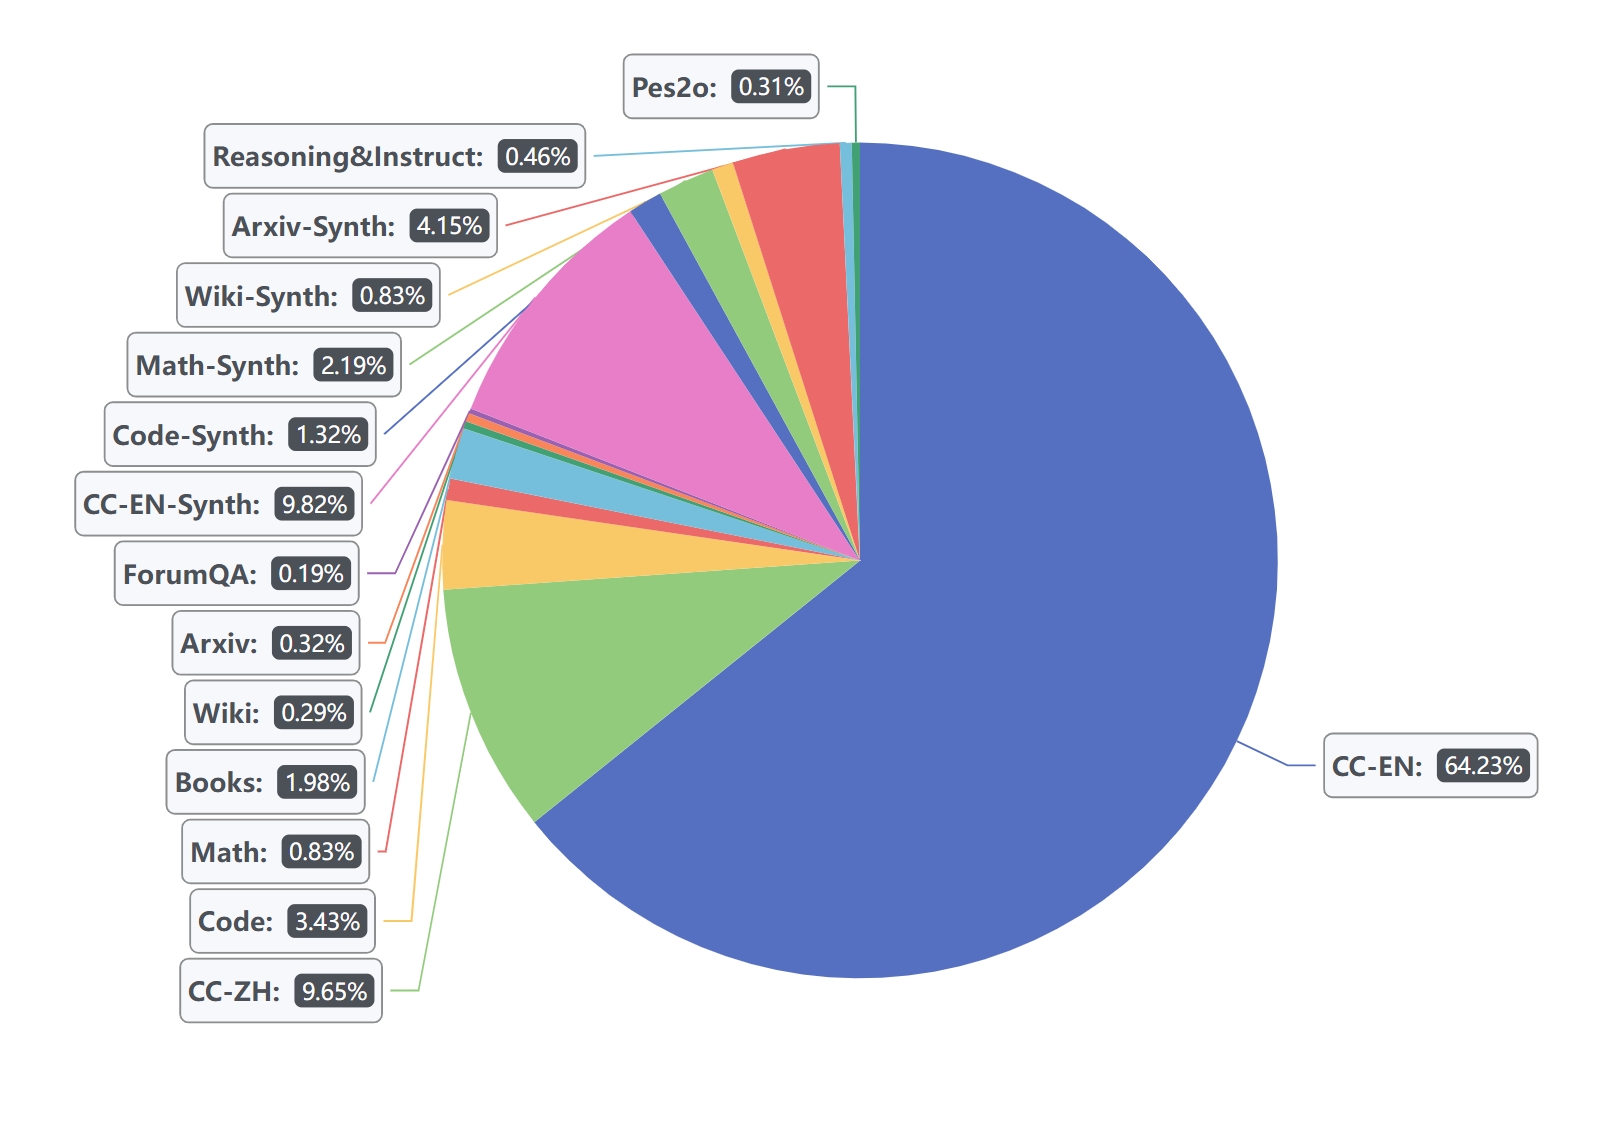 Pes2o: 0.31%
Reasoning&Instruct: 0.46%
Arxiv-Synth: 4.15%
Wiki-Synth: 0.83%
Math-Synth: 2.19%
Code-Synth: 1.32%
CC-EN-Synth: 9.82%
ForumQA: 0.19%
Arxiv: 0.32%
Wiki: 0.29%
Books: 1.98%
Math: 0.83%
Code: 3.43%
CC-ZH: 9.65%
CC-EN: 64.23%